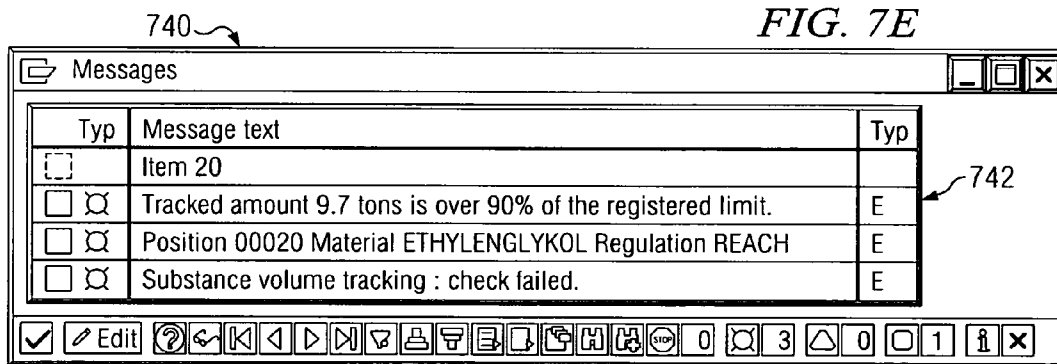 740
FIG. 7E
Messages
Typ Message text Typ
Item 20
Tracked amount 9.7 tons is over 90% of the registered limit. E
742
Position 00020 Material ETHYLENGLYKOL Regulation REACH E
Substance volume tracking : check failed. E
Edit STOP 0 3 0 1 i